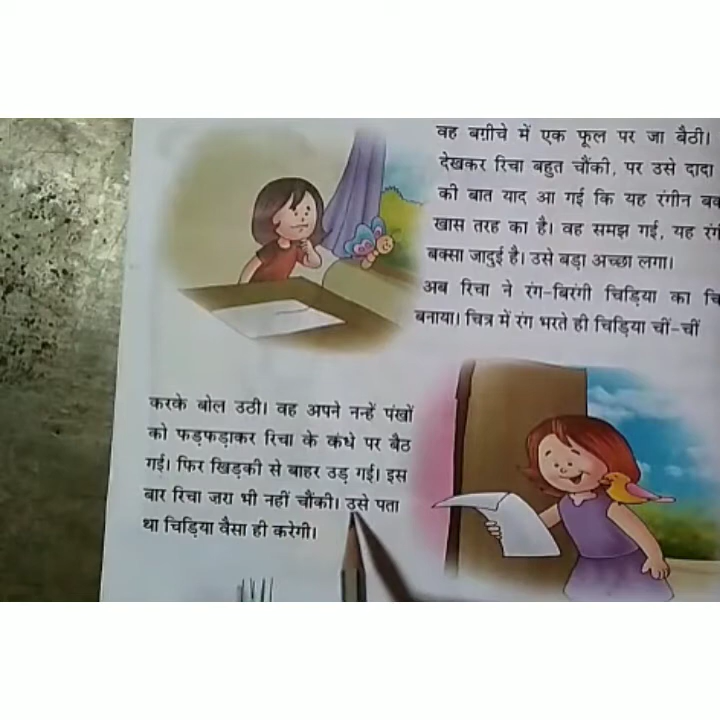 वह बग़ीचे में एक फूल पर जा बैठी।
देखकर रिचा बहुत चौंकी, पर उसे दादा
की बात याद आ गई कि यह रंगीन
खास तरह का है। वह समझ गई, यह
बक्सा जादुई है। उसे बड़ा अच्छा लगा।
अब रिचा ने रंग-बिरंगी चिड़िया का
बनाया। चित्र में रंग भरते ही चिड़िया चीं-चीं
करके बोल उठी। वह अपने नन्हें पंखों
को फड़फड़ाकर रिचा के कंधे पर बैठ
गई। फिर खिड़की से बाहर उड़ गई। इस
बार रिचा जरा भी नहीं चौंकी। उसे पता
था चिड़िया वैसा ही करेगी।